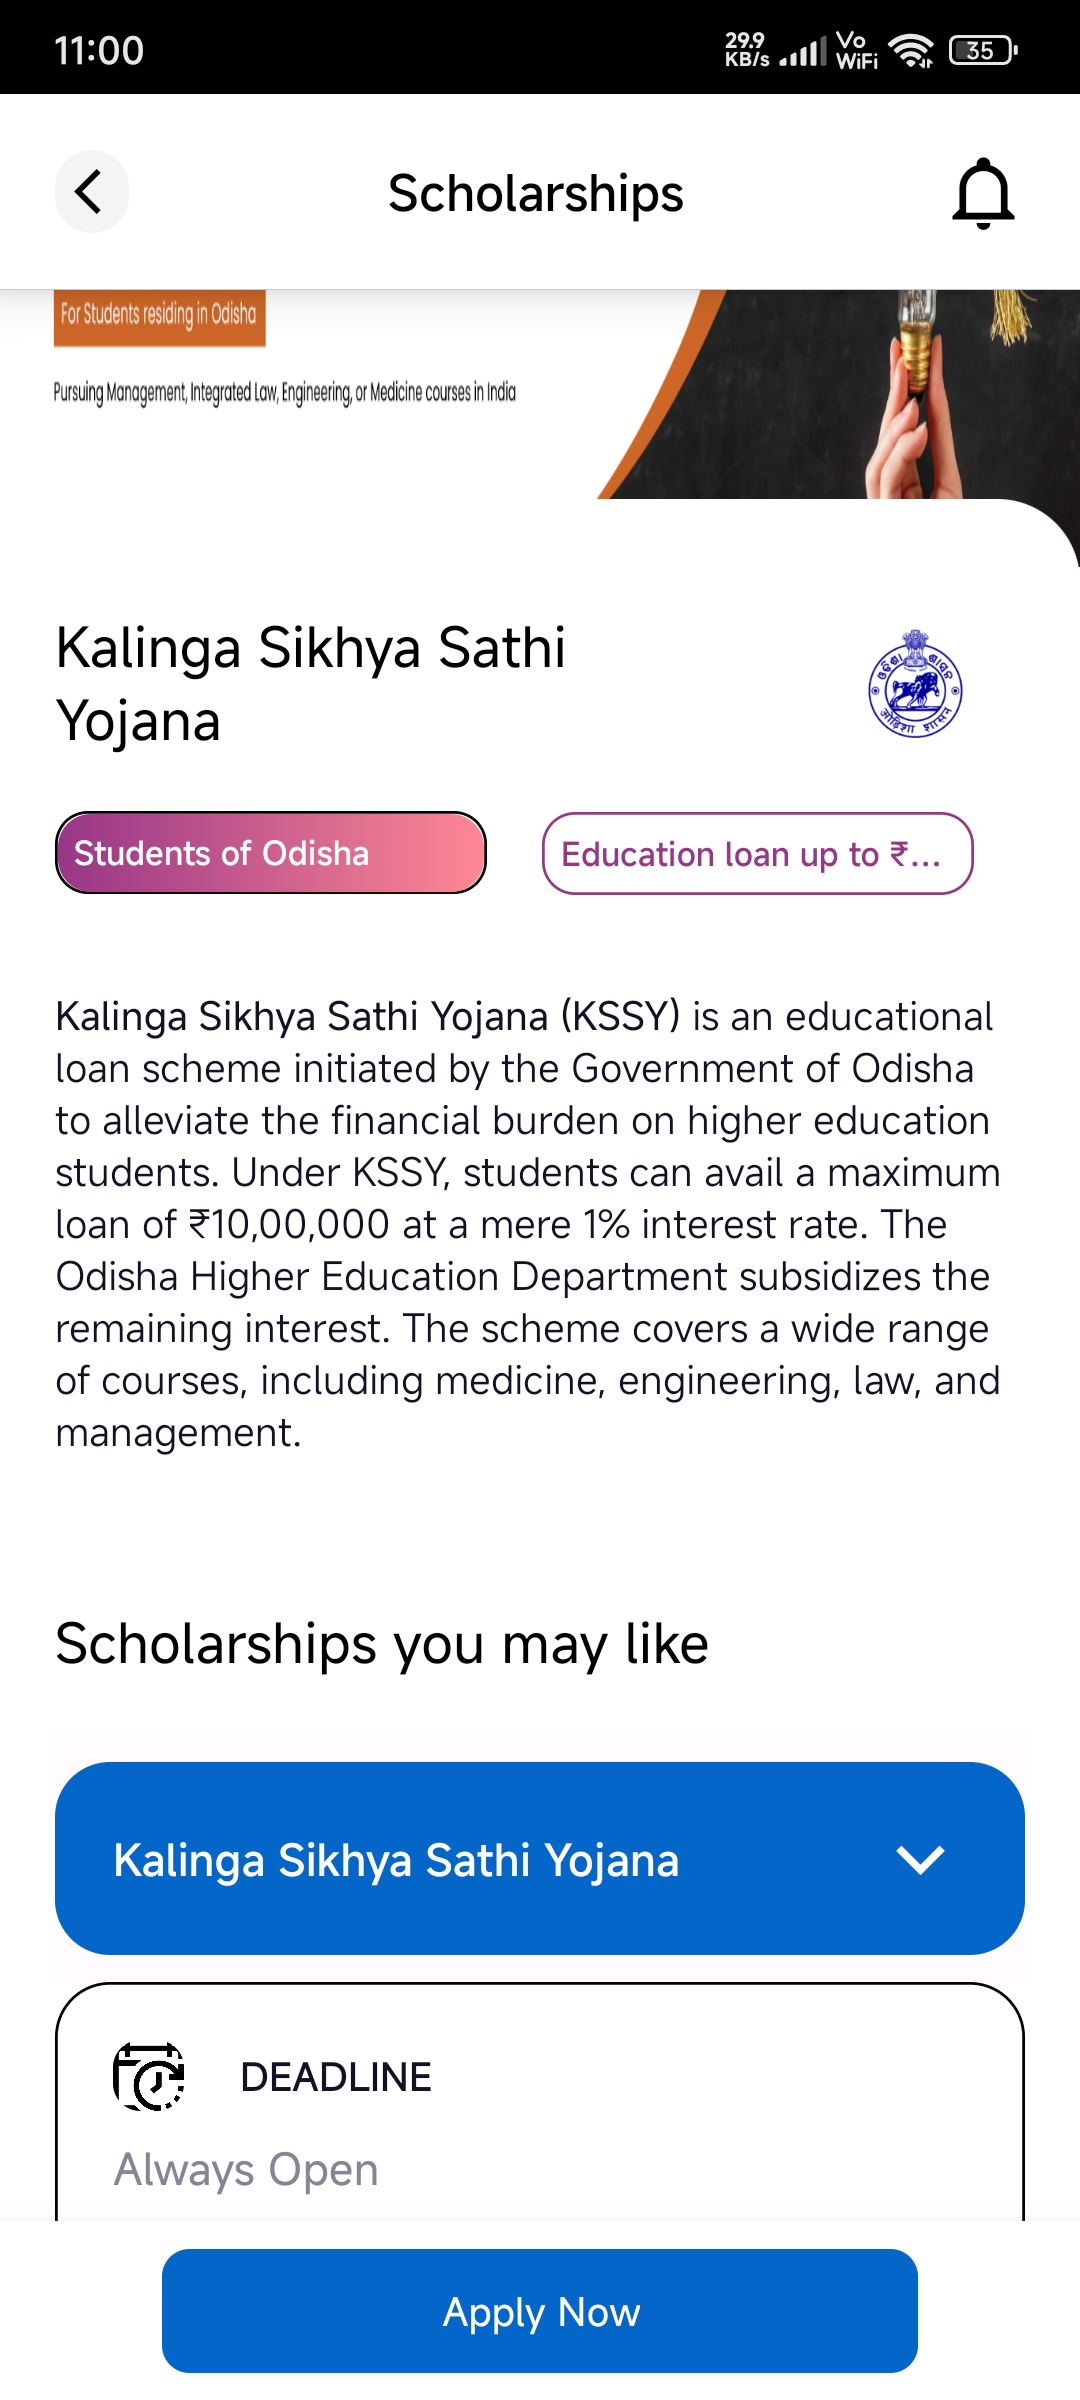 11:00
29.9
KB/s
Vo
WiFi
35
Scholarships
For Students residing in Odisha
Pursuing Management, Integrated Law, Engineering, or Medicine courses in India
Kalinga Sikhya Sathi
Yojana
ଓଡ଼ିଶା ଶାସନ
ओड़िशा शासन
Students of Odisha
Education loan up to ₹...
Kalinga Sikhya Sathi Yojana (KSSY) is an educational
loan scheme initiated by the Government of Odisha
to alleviate the financial burden on higher education
students. Under KSSY, students can avail a maximum
loan of ₹10,00,000 at a mere 1% interest rate. The
Odisha Higher Education Department subsidizes the
remaining interest. The scheme covers a wide range
of courses, including medicine, engineering, law, and
management.
Scholarships you may like
Kalinga Sikhya Sathi Yojana
DEADLINE
Always Open
Apply Now